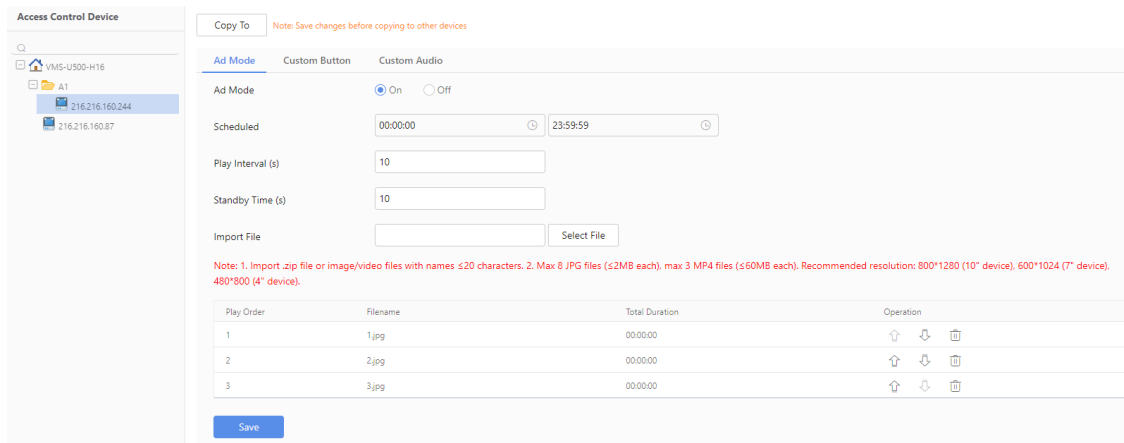 Access Control Device
VMS-U500-H16
A1
216.216.160.244
216.216.160.87
Copy To Note: Save changes before copying to other devices
Ad Mode Custom Button Custom Audio
Ad Mode On Off
Scheduled 00:00:00 23:59:59
Play Interval (s) 10
Standby Time (s) 10
Import File Select File
Note: 1. Import .zip file or image/video files with names ≤20 characters. 2. Max 8 JPG files (≤2MB each), max 3 MP4 files (≤60MB each). Recommended resolution: 800*1280 (10" device), 600*1024 (7" device),
480*800 (4" device).
Play Order Filename Total Duration Operation
1 1.jpg 00:00:00
2 2.jpg 00:00:00
3 3.jpg 00:00:00
Save